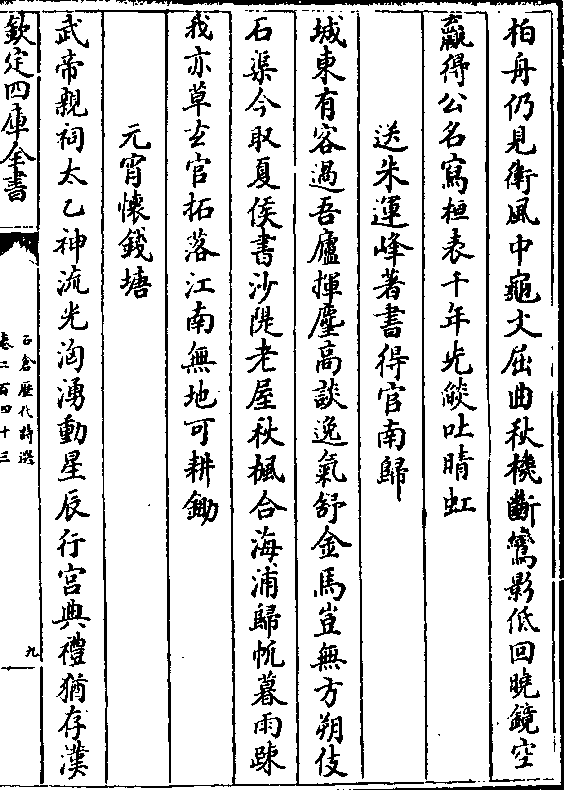 柏舟仍見衛風中龜文屈曲秋機斷鸞影低回曉鏡空
贏得公名寫桓表千年光燄吐晴虹
送朱運峰著書得官南歸
城東有客過吾廬揮麈高談逸氣舒金馬豈無方朔伎
石渠今取夏侯書沙隄老屋秋楓合海浦歸帆暮雨踈
我亦草玄官拓落江南無地可耕鋤
元宵懷錢塘
武帝親祠太乙神流光洶湧動星辰行宮典禮猶存漢
欽定四庫全書
石倉歷代詩選
卷二百四十三
九